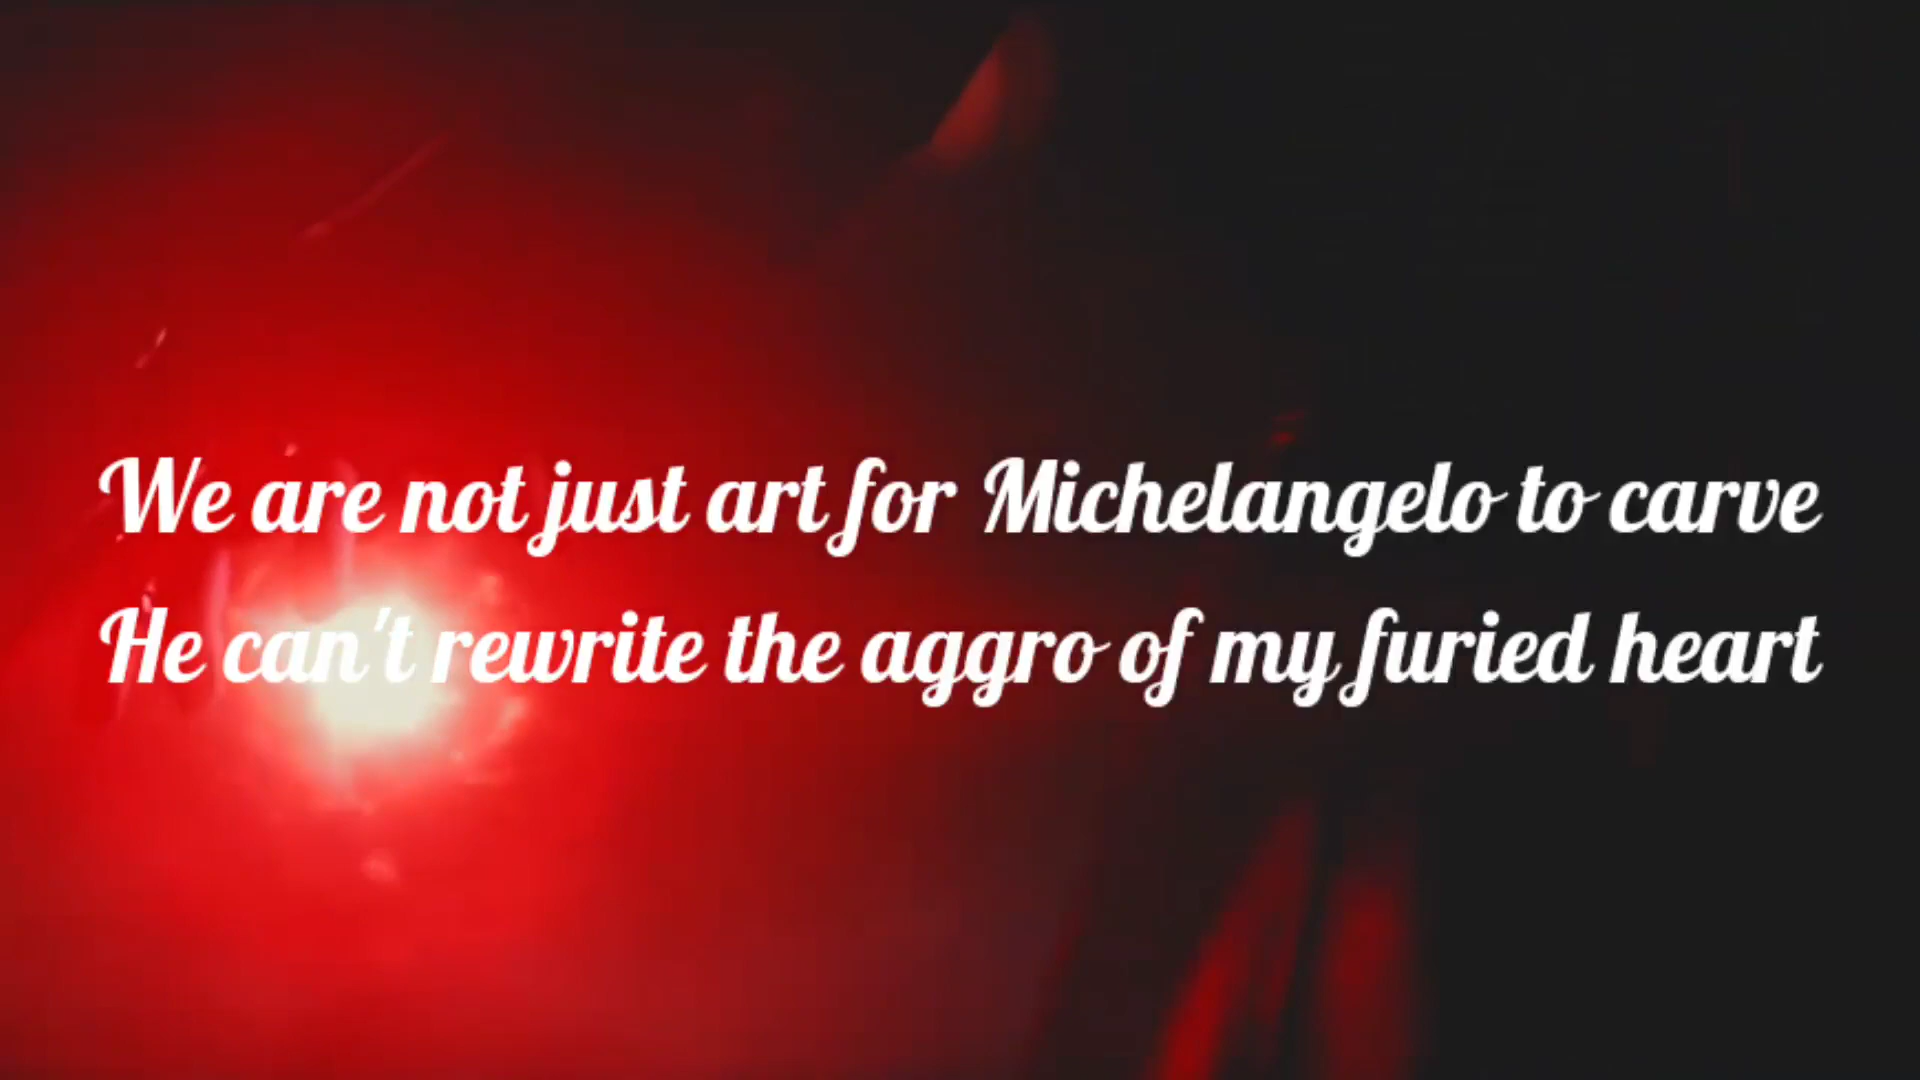 We are not just art for Michelangelo to carve
He can't rewrite the aggro of my furied heart